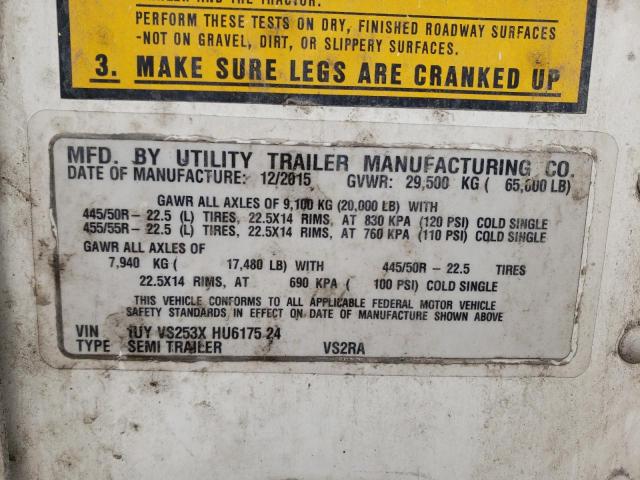 PERFORM THESE TESTS ON DRY, FINISHED ROADWAY SURFACES
-NOT ON GRAVEL, DIRT, OR SLIPPERY SURFACES.
3. MAKE SURE LEGS ARE CRANKED UP
MFD. BY UTILITY TRAILER MANUFACTURING CO.
DATE OF MANUFACTURE: 12/2015 GVWR: 29,500 KG ( 65,000 LB)
GAWR ALL AXLES OF 9,100 KG (20,000 LB) WITH
445/50R- 22.5 (L) TIRES, 22.5X14 RIMS, AT 830 KPA (120 PSI) COLD SINGLE
455/55R- 22.5 (L) TIRES, 22.5X14 RIMS, AT 760 KPA (110 PSI) COLD SINGLE
GAWR ALL AXLES OF
7,940 KG ( 17,480 LB) WITH 445/50R - 22.5 TIRES
22.5X14 RIMS, AT 690 KPA ( 100 PSI) COLD SINGLE
THIS VEHICLE CONFORMS TO ALL APPLICABLE FEDERAL MOTOR VEHICLE
SAFETY STANDARDS IN EFFECT ON DATE OF MANUFACTURE SHOWN ABOVE
VIN 1UY VS253X HU6175 24
TYPE SEMI TRAILER VS2RA